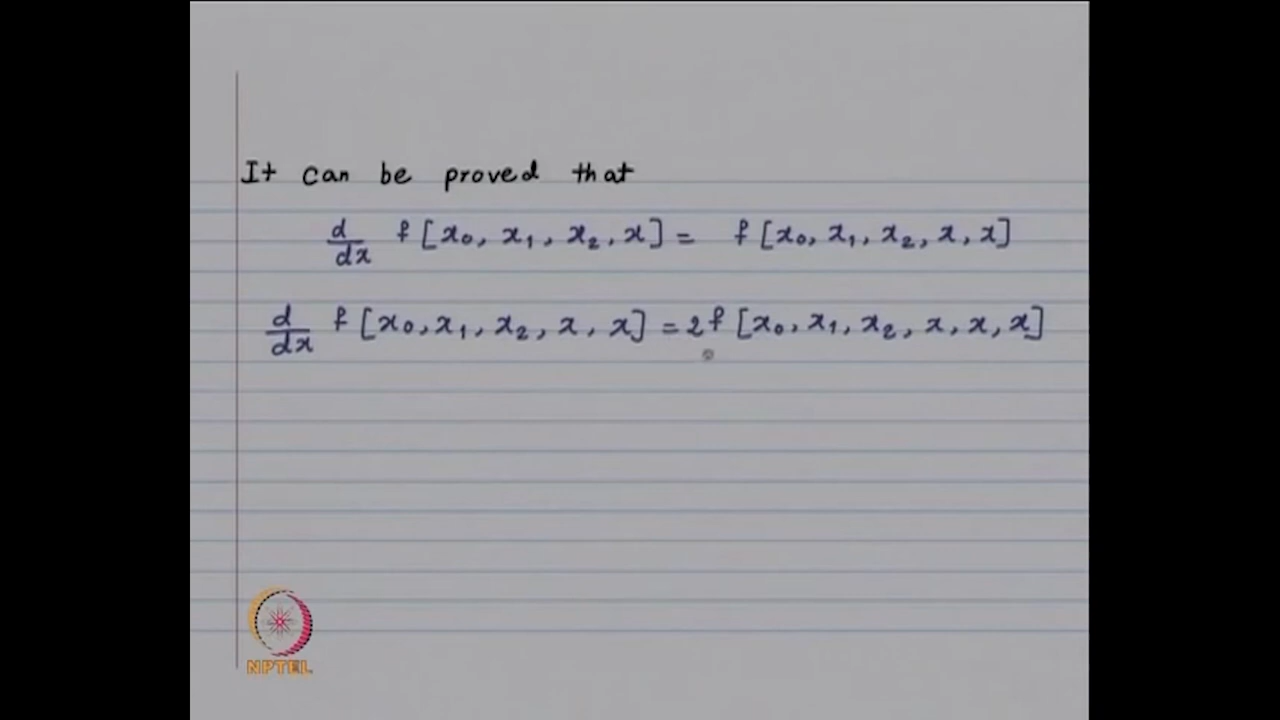 It can be proved that
d/dx f[x₀, x₁, x₂, x] = f[x₀, x₁, x₂, x, x]
d/dx f[x₀, x₁, x₂, x, x] = 2f[x₀, x₁, x₂, x, x, x]
NPTEL